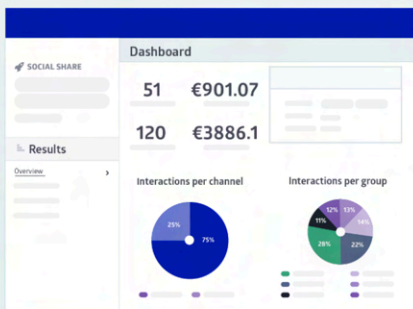 Dashboard
SOCIAL SHARE
51 €901.07
120 €3886.1
Results
Overview
Interactions per channel
25%
75%
Interactions per group
12% 13%
11% 14%
28% 22%